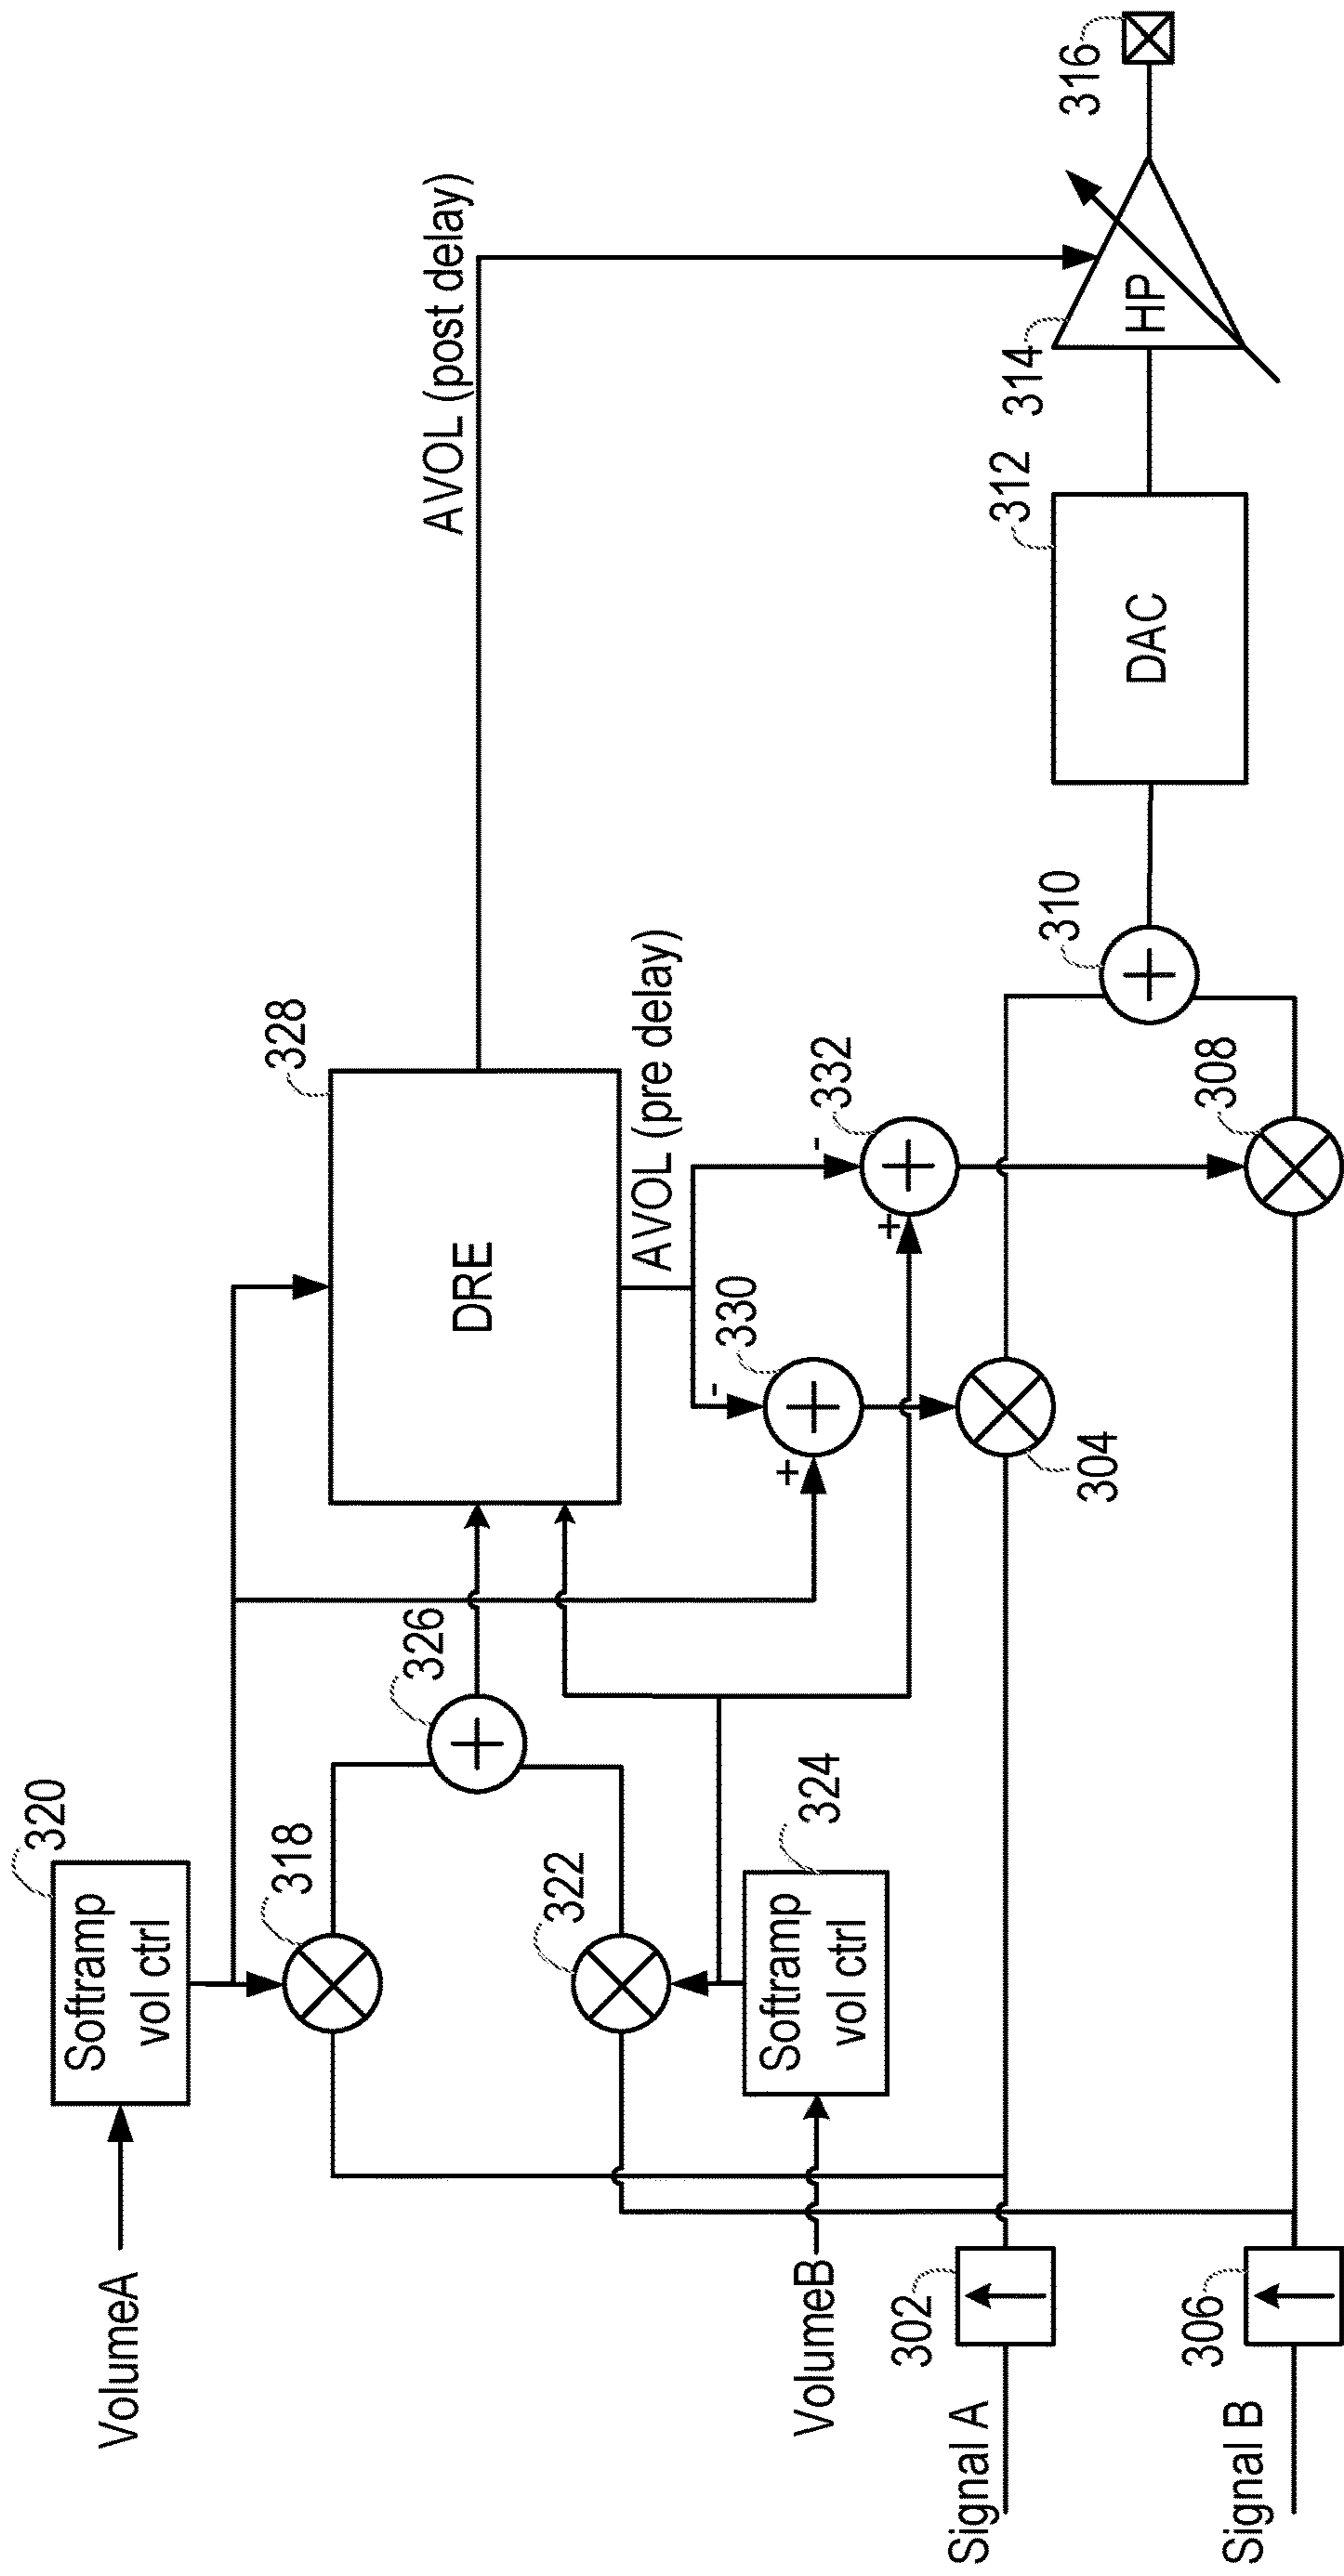 VolumeA
Softramp
vol ctrl
320
318
322
326
VolumeB
Softramp
vol ctrl
324
328
DRE
AVOL (post delay)
AVOL (pre delay)
-
+
330
-
+
332
Signal A
302
304
Signal B
306
308
310
312
DAC
314
HP
316